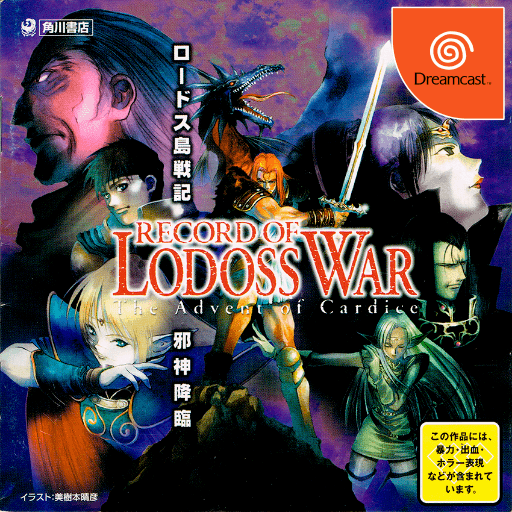 角川書店
Dreamcast™
ロードス島戦記
RECORD OF
LODOSS WAR
The Advent of Cardice
邪神降臨
この作品には、
暴力・出血・
ホラー表現
などが含まれて
います。
イラスト:美樹本晴彦